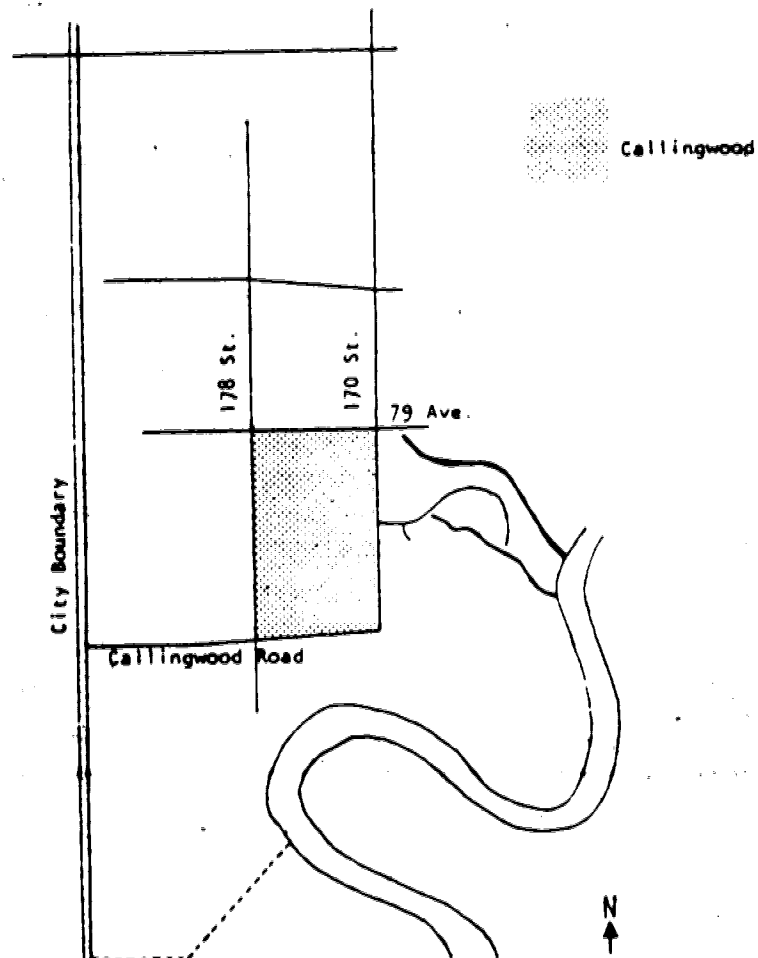 Callingwood
178 St.
170 St.
79 Ave.
City Boundary
Callingwood Road
N